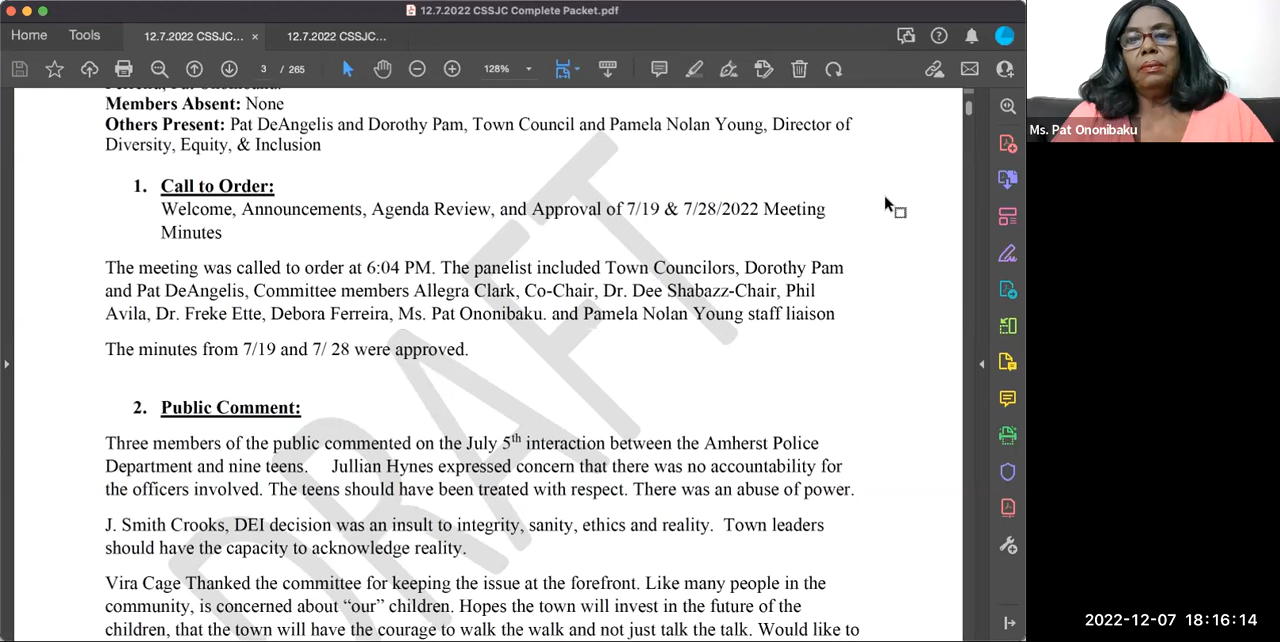 12.7.2022 CSSJC Complete Packet.pdf
Home Tools 12.7.2022 CSSJC... × 12.7.2022 CSSJC...
3 / 265 128%
Members Absent: None
Others Present: Pat DeAngelis and Dorothy Pam, Town Council and Pamela Nolan Young, Director of
Diversity, Equity, & Inclusion
1. Call to Order:
Welcome, Announcements, Agenda Review, and Approval of 7/19 & 7/28/2022 Meeting
Minutes
The meeting was called to order at 6:04 PM. The panelist included Town Councilors, Dorothy Pam
and Pat DeAngelis, Committee members Allegra Clark, Co-Chair, Dr. Dee Shabazz-Chair, Phil
Avila, Dr. Freke Ette, Debora Ferreira, Ms. Pat Ononibaku. and Pamela Nolan Young staff liaison
The minutes from 7/19 and 7/ 28 were approved.
2. Public Comment:
Three members of the public commented on the July 5th interaction between the Amherst Police
Department and nine teens. Jullian Hynes expressed concern that there was no accountability for
the officers involved. The teens should have been treated with respect. There was an abuse of power.
J. Smith Crooks, DEI decision was an insult to integrity, sanity, ethics and reality. Town leaders
should have the capacity to acknowledge reality.
Vira Cage Thanked the committee for keeping the issue at the forefront. Like many people in the
community, is concerned about “our” children. Hopes the town will invest in the future of the
children, that the town will have the courage to walk the walk and not just talk the talk. Would like to
DRAFT
Ms. Pat Ononibaku
2022-12-07 18:16:14